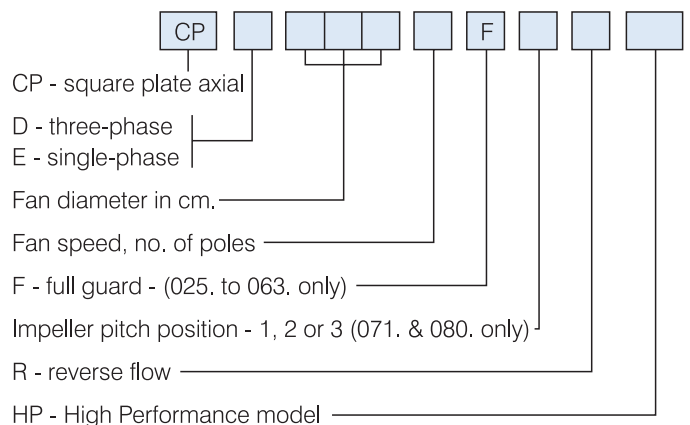 CP F
CP - square plate axial
D - three-phase
E - single-phase
Fan diameter in cm.
Fan speed, no. of poles
F - full guard - (025. to 063. only)
Impeller pitch position - 1, 2 or 3 (071. & 080. only)
R - reverse flow
HP - High Performance model